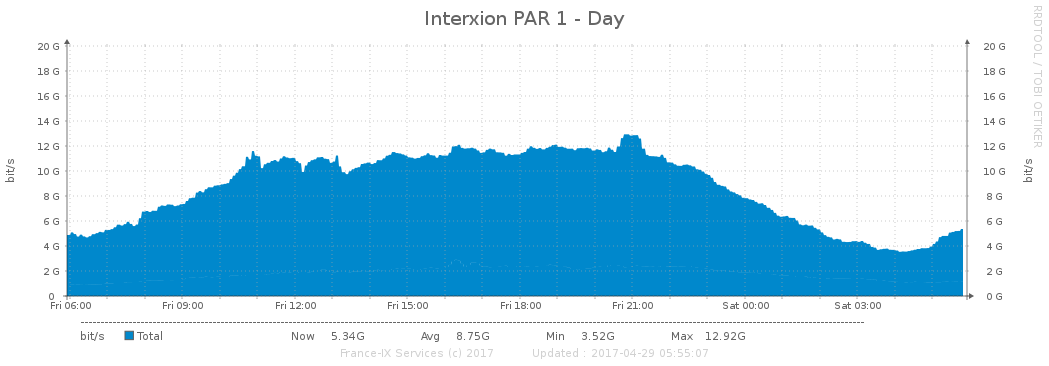 Interxion PAR 1 - Day
RRDTOOL / TOBI OETIKER
bit/s
20 G 20 G
18 G 18 G
16 G 16 G
14 G 14 G
12 G 12 G
10 G 10 G
8 G 8 G
6 G 6 G
4 G 4 G
2 G 2 G
0 0 G
bit/s
Fri 06:00 Fri 09:00 Fri 12:00 Fri 15:00 Fri 18:00 Fri 21:00 Sat 00:00 Sat 03:00
bit/s Total Now 5.34G Avg 8.75G Min 3.52G Max 12.92G
France-IX Services (c) 2017 Updated : 2017-04-29 05:55:07